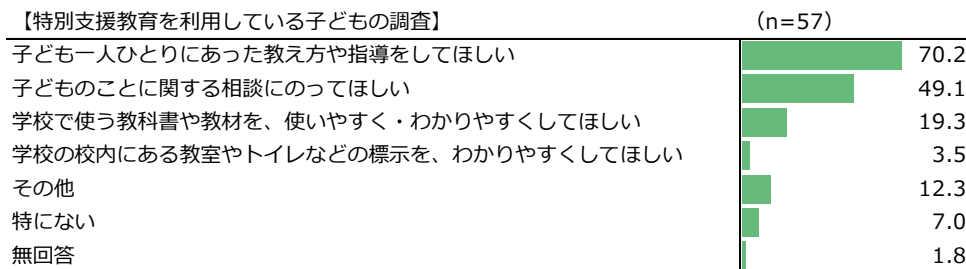 【特別支援教育を利用している子どもの調査】 （n=57）
子ども一人ひとりにあった教え方や指導をしてほしい 70.2
子どものことに関する相談にのってほしい 49.1
学校で使う教科書や教材を、使いやすく・わかりやすくしてほしい 19.3
学校の校内にある教室やトイレなどの標示を、わかりやすくしてほしい 3.5
その他 12.3
特にない 7.0
無回答 1.8